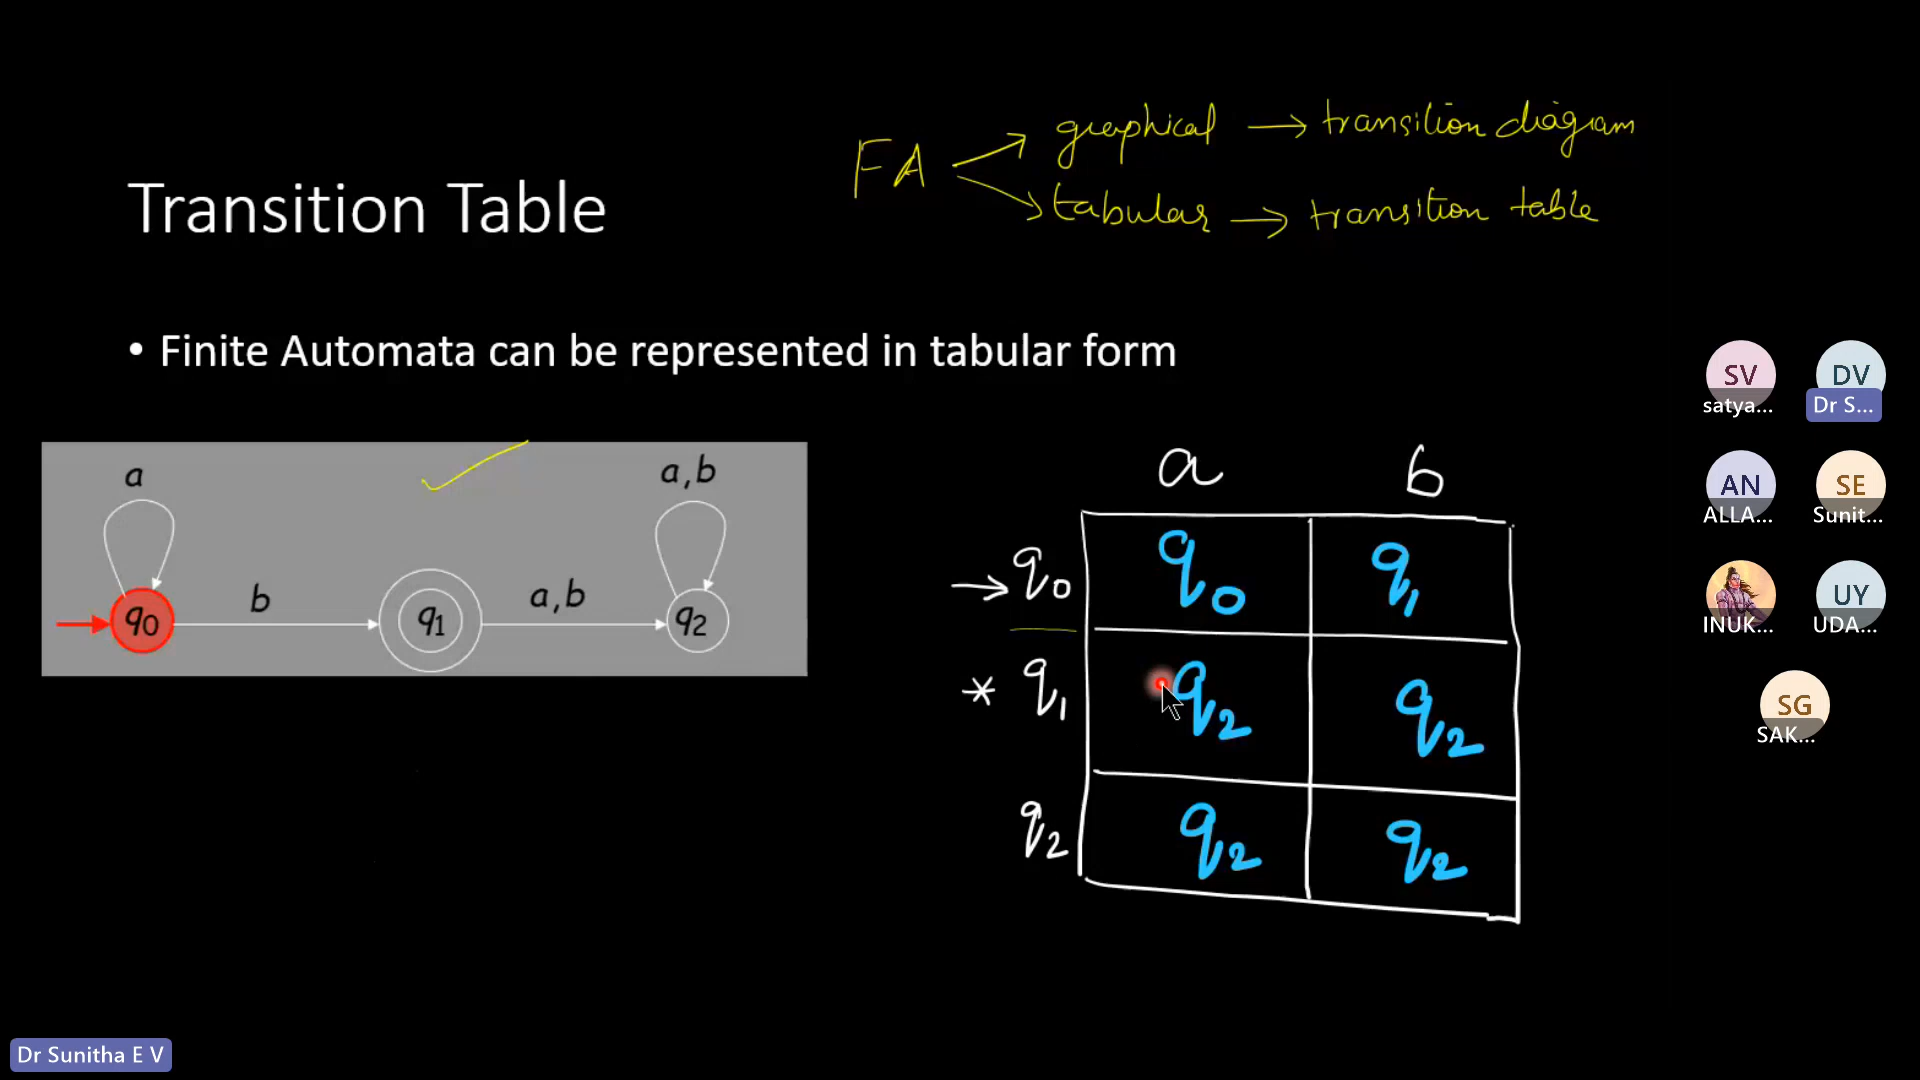 FA
graphical → transition diagram
tabular → transition table
Transition Table
• Finite Automata can be represented in tabular form
a
a,b
q0
b
q1
a,b
q2
a b
→ q0 q0 q1
* q1 q2 q2
q2 q2 q2
SV
satya...
DV
Dr S...
AN
ALLA...
SE
Sunit...
INUK...
UY
UDA...
SG
SAK...
Dr Sunitha E V